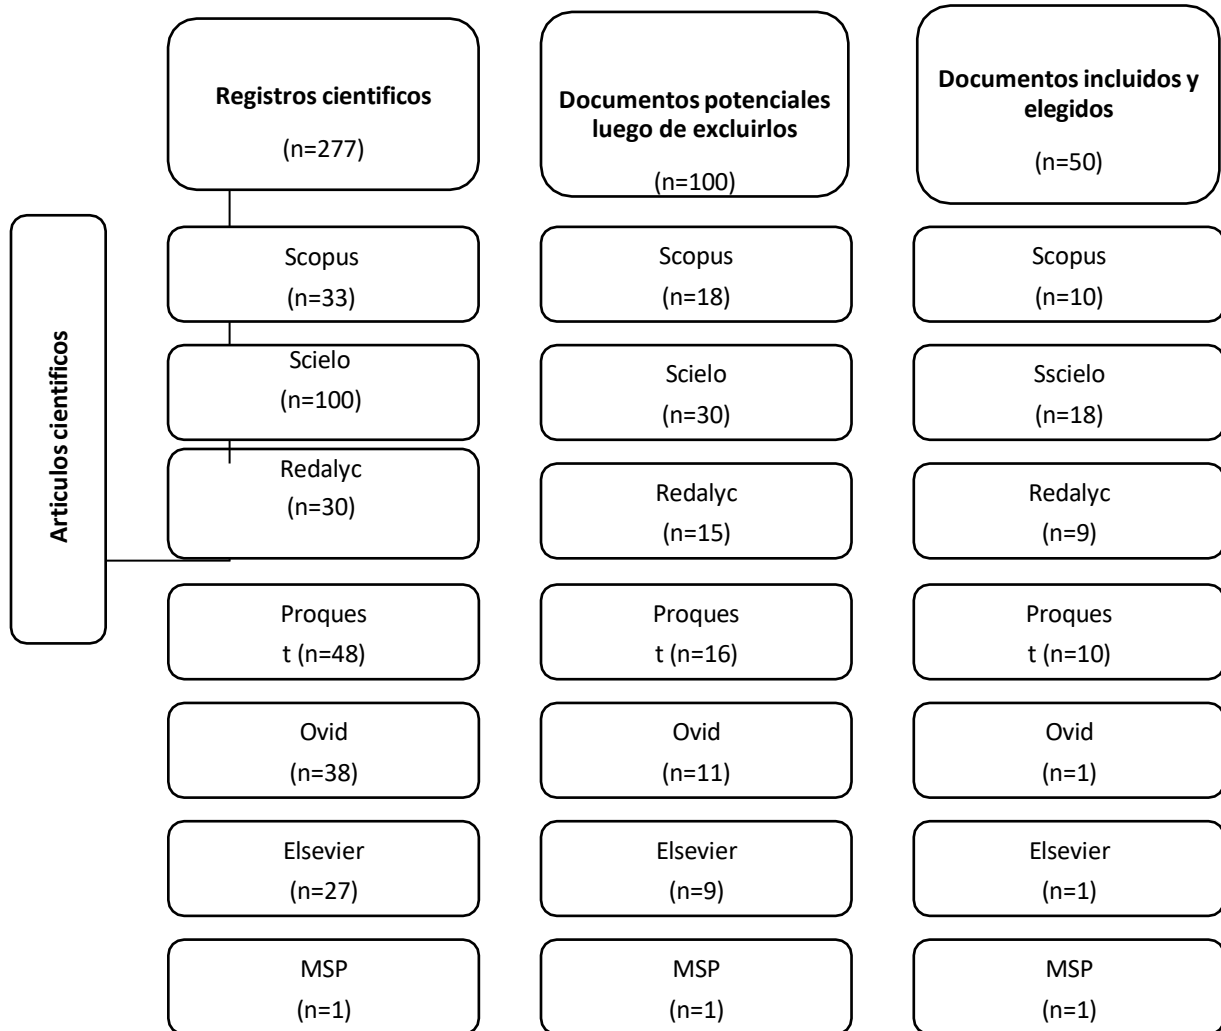 Articulos cientificos
Registros cientificos
(n=277)
Scopus
(n=33)
Scielo
(n=100)
Redalyc
(n=30)
Proques
t (n=48)
Ovid
(n=38)
Elsevier
(n=27)
MSP
(n=1)
Documentos potenciales
luego de excluirlos
(n=100)
Scopus
(n=18)
Scielo
(n=30)
Redalyc
(n=15)
Proques
t (n=16)
Ovid
(n=11)
Elsevier
(n=9)
MSP
(n=1)
Documentos incluidos y
elegidos
(n=50)
Scopus
(n=10)
Sscielo
(n=18)
Redalyc
(n=9)
Proques
t (n=10)
Ovid
(n=1)
Elsevier
(n=1)
MSP
(n=1)